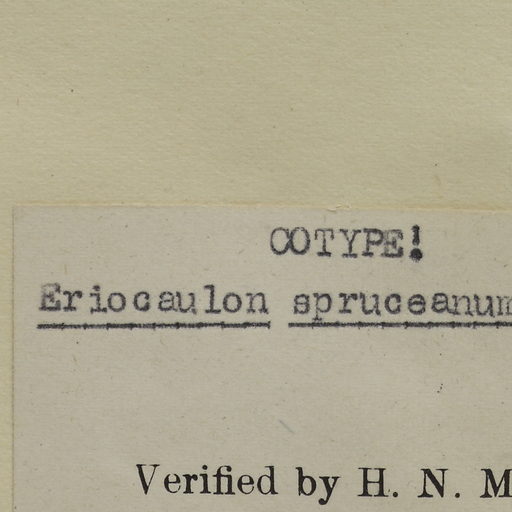 COTYPE!
Eriocaulon spruceanum
Verified by H. N. M